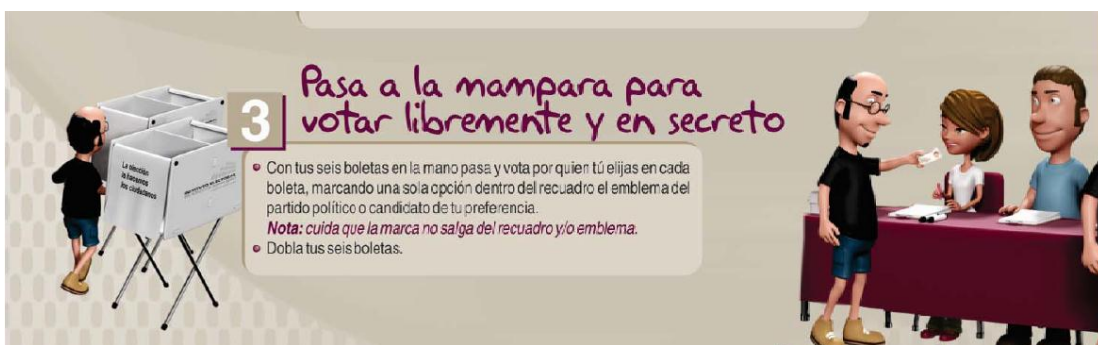 3
Pasa a la mampara para
votar libremente y en secreto
Con tus seis boletas en la mano pasa y vota por quien tú elijas en cada
boleta, marcando una sola opción dentro del recuadro el emblema del
partido político o candidato de tu preferencia.
Nota: cuida que la marca no salga del recuadro y/o emblema.
Dobla tus seis boletas.
La elección
la hacemos
los ciudadanos